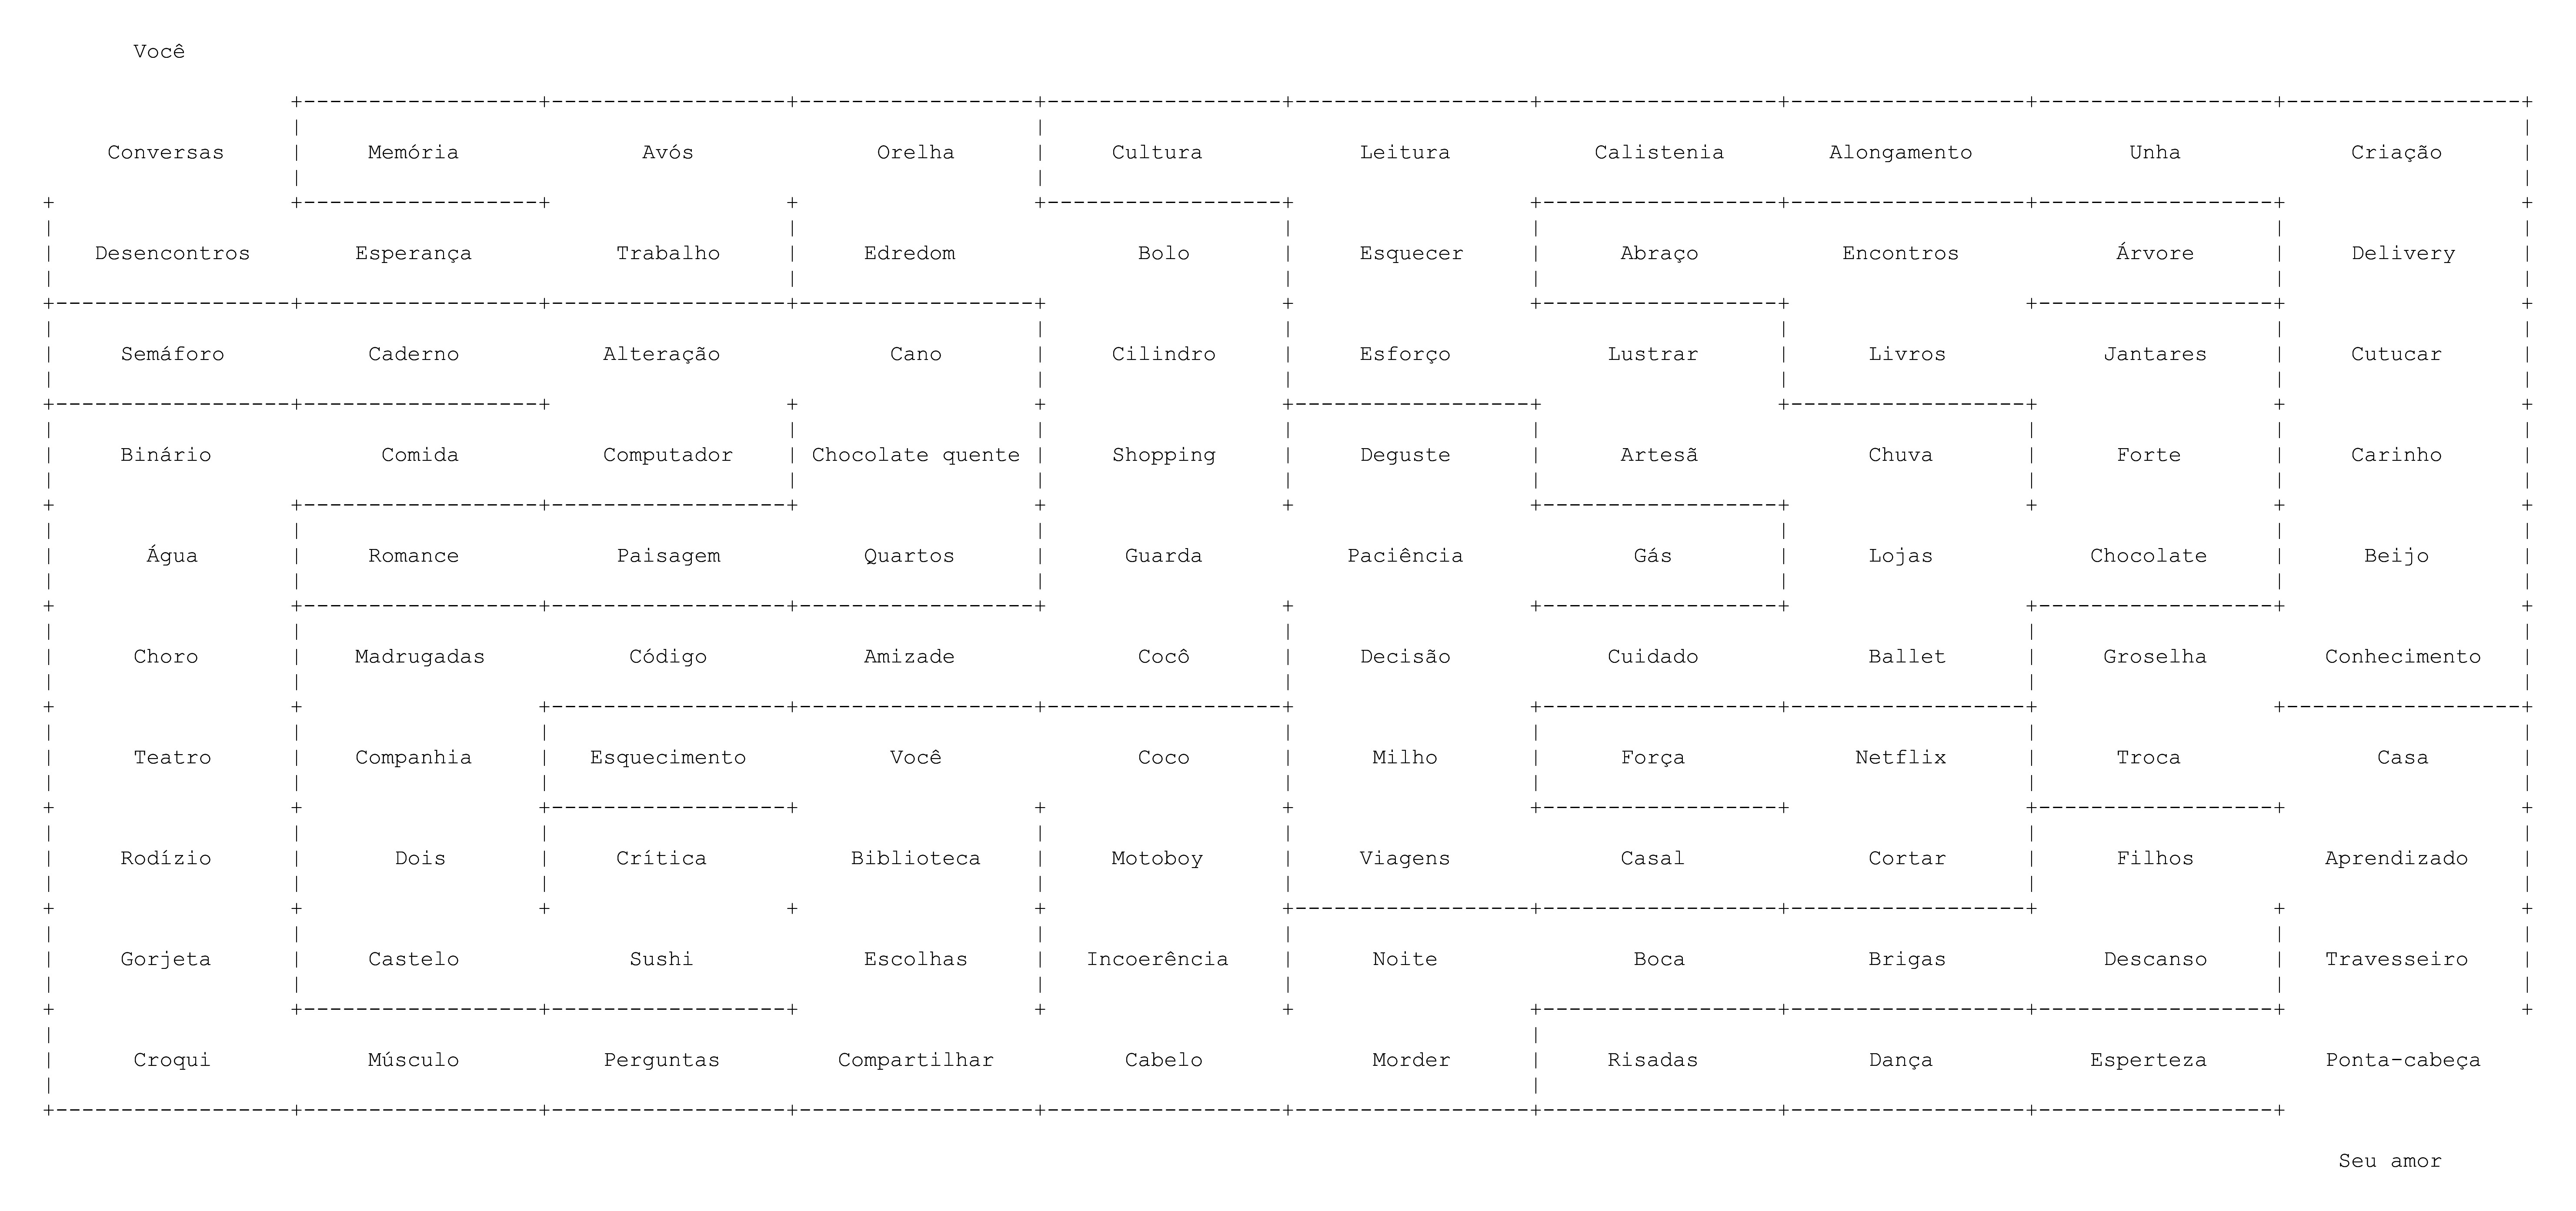 Você
Conversas Memória Avós Orelha Cultura Leitura Calistenia Alongamento Unha Criação
Desencontros Esperança Trabalho Edredom Bolo Esquecer Abraço Encontros Árvore Delivery
Semáforo Caderno Alteração Cano Cilindro Esforço Lustrar Livros Jantares Cutucar
Binário Comida Computador Chocolate quente Shopping Deguste Artesã Chuva Forte Carinho
Água Romance Paisagem Quartos Guarda Paciência Gás Lojas Chocolate Beijo
Choro Madrugadas Código Amizade Cocô Decisão Cuidado Ballet Groselha Conhecimento
Teatro Companhia Esquecimento Você Coco Milho Força Netflix Troca Casa
Rodízio Dois Crítica Biblioteca Motoboy Viagens Casal Cortar Filhos Aprendizado
Gorjeta Castelo Sushi Escolhas Incoerência Noite Boca Brigas Descanso Travesseiro
Croqui Músculo Perguntas Compartilhar Cabelo Morder Risadas Dança Esperteza Ponta-cabeça
Seu amor